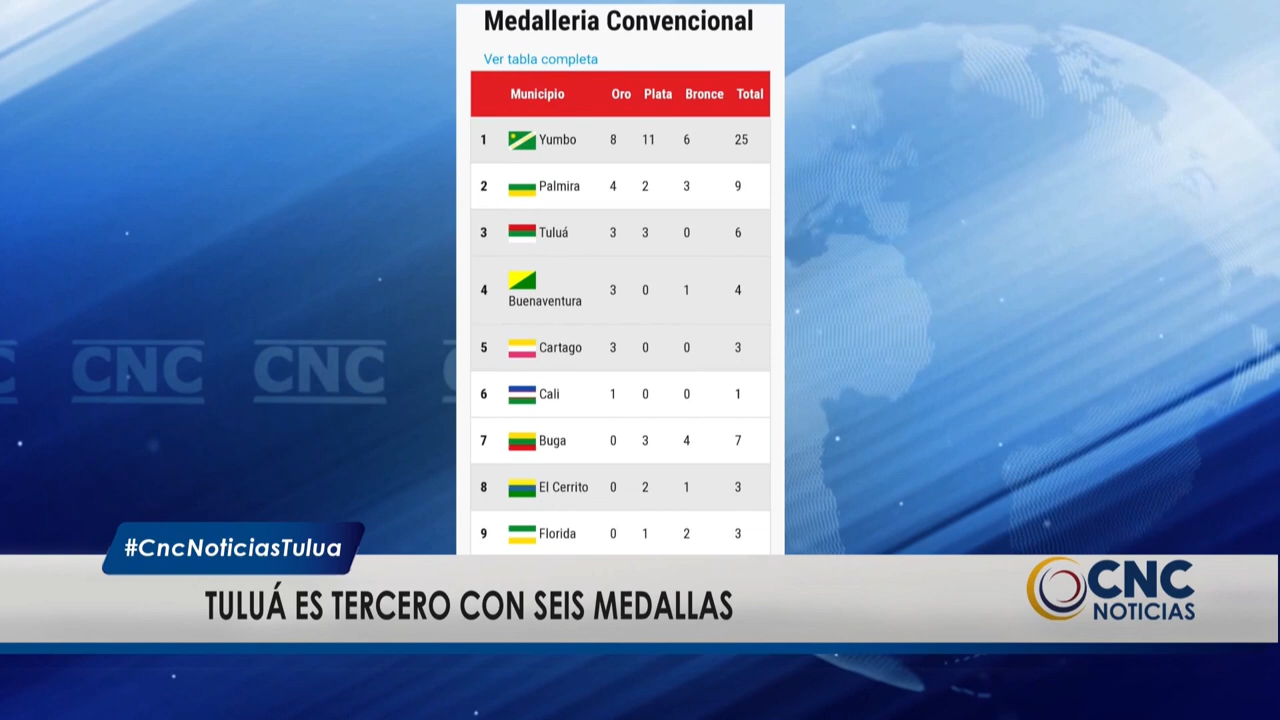 Medalleria Convencional
Ver tabla completa
Municipio Oro Plata Bronce Total
1 Yumbo 8 11 6 25
2 Palmira 4 2 3 9
3 Tuluá 3 3 0 6
4 Buenaventura 3 0 1 4
5 Cartago 3 0 0 3
6 Cali 1 0 0 1
7 Buga 0 3 4 7
8 El Cerrito 0 2 1 3
9 Florida 0 1 2 3
CNC CNC
#CncNoticiasTulua
TULUÁ ES TERCERO CON SEIS MEDALLAS
CNC
NOTICIAS